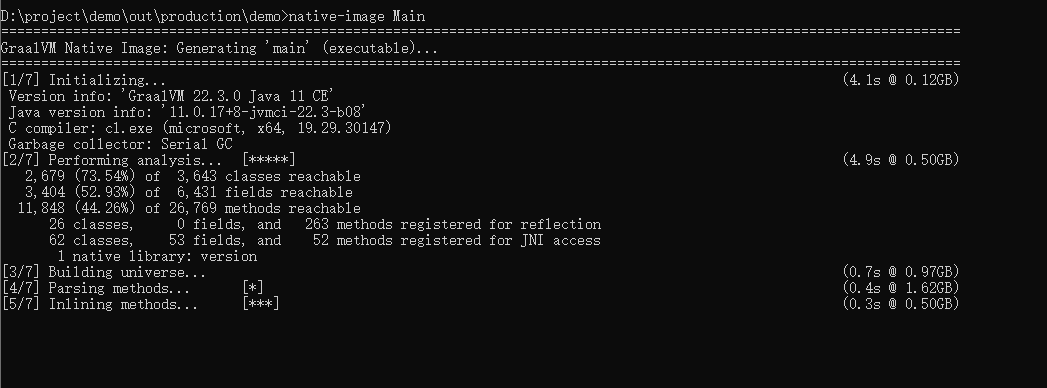 D:\project\demo\out\production\demo>native-image Main
========================================================================================================================
GraalVM Native Image: Generating 'main' (executable)...
========================================================================================================================
[1/7] Initializing... (4.1s @ 0.12GB)
Version info: 'GraalVM 22.3.0 Java 11 CE'
Java version info: '11.0.17+8-jvmci-22.3-b08'
C compiler: cl.exe (microsoft, x64, 19.29.30147)
Garbage collector: Serial GC
[2/7] Performing analysis... [*****] (4.9s @ 0.50GB)
2,679 (73.54%) of 3,643 classes reachable
3,404 (52.93%) of 6,431 fields reachable
11,848 (44.26%) of 26,769 methods reachable
26 classes, 0 fields, and 263 methods registered for reflection
62 classes, 53 fields, and 52 methods registered for JNI access
1 native library: version
[3/7] Building universe... (0.7s @ 0.97GB)
[4/7] Parsing methods... [*] (0.4s @ 1.62GB)
[5/7] Inlining methods... [***] (0.3s @ 0.50GB)